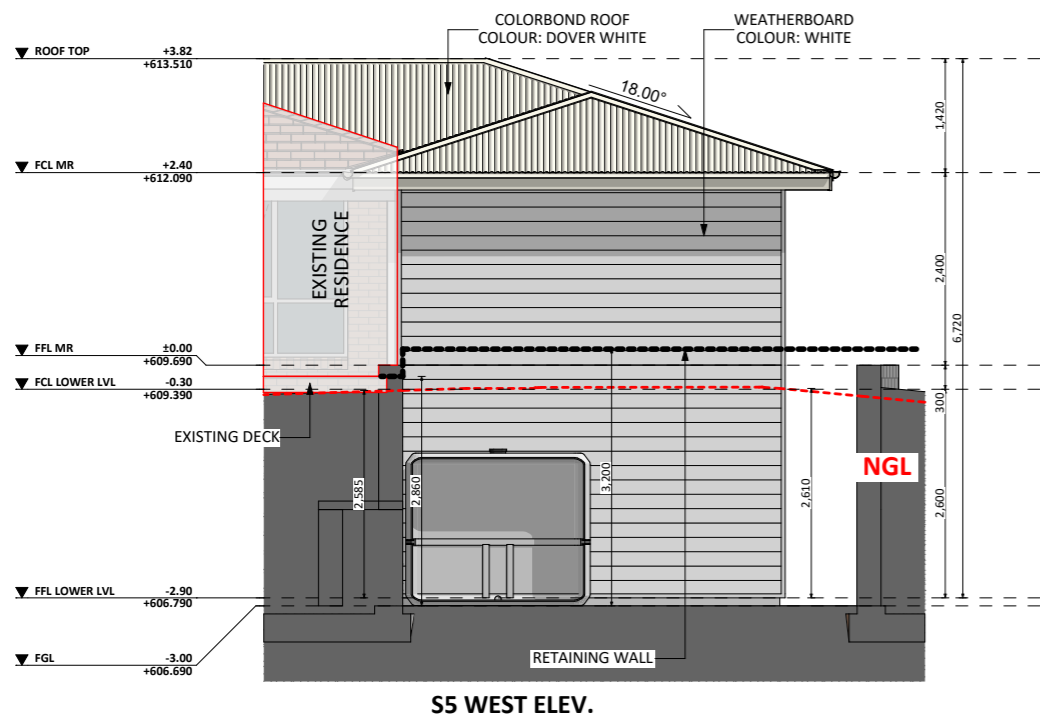 COLORBOND ROOF
COLOUR: DOVER WHITE
WEATHERBOARD
COLOUR: WHITE
ROOF TOP +3.82
+613.510
18.00°
1,420
FCL MR +2.40
+612.090
EXISTING
RESIDENCE
2,400
6,720
FFL MR ±0.00
+609.690
FCL LOWER LVL -0.30
+609.390
300
EXISTING DECK
NGL
2,585
2,860
3,200
2,610
2,600
FFL LOWER LVL -2.90
+606.790
FGL -3.00
+606.690
RETAINING WALL
S5 WEST ELEV.